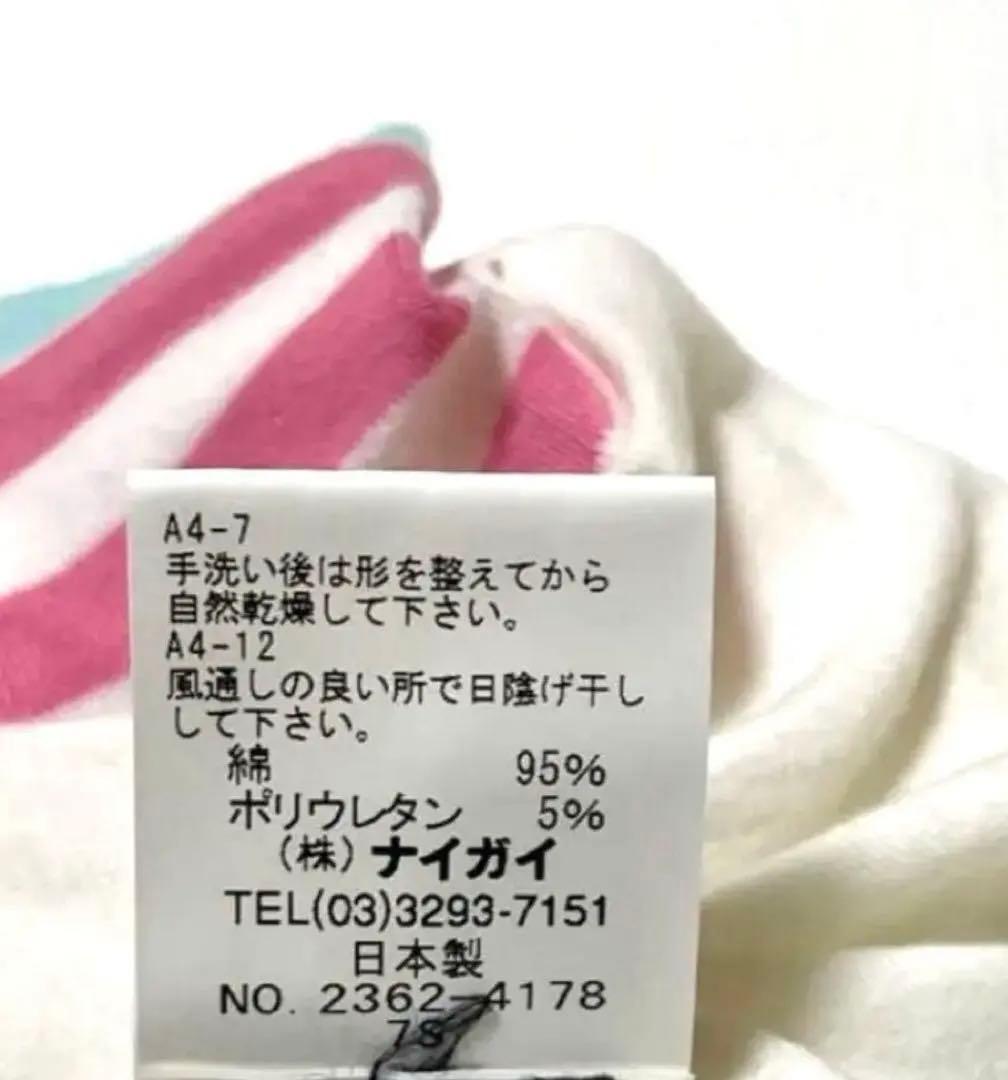 A4-7
手洗い後は形を整えてから
自然乾燥して下さい。
A4-12
風通しの良い所で日陰げ干し
して下さい。
綿 95%
ポリウレタン 5%
(株)ナイガイ
TEL(03)3293-7151
日本製
NO. 2362-4178
78